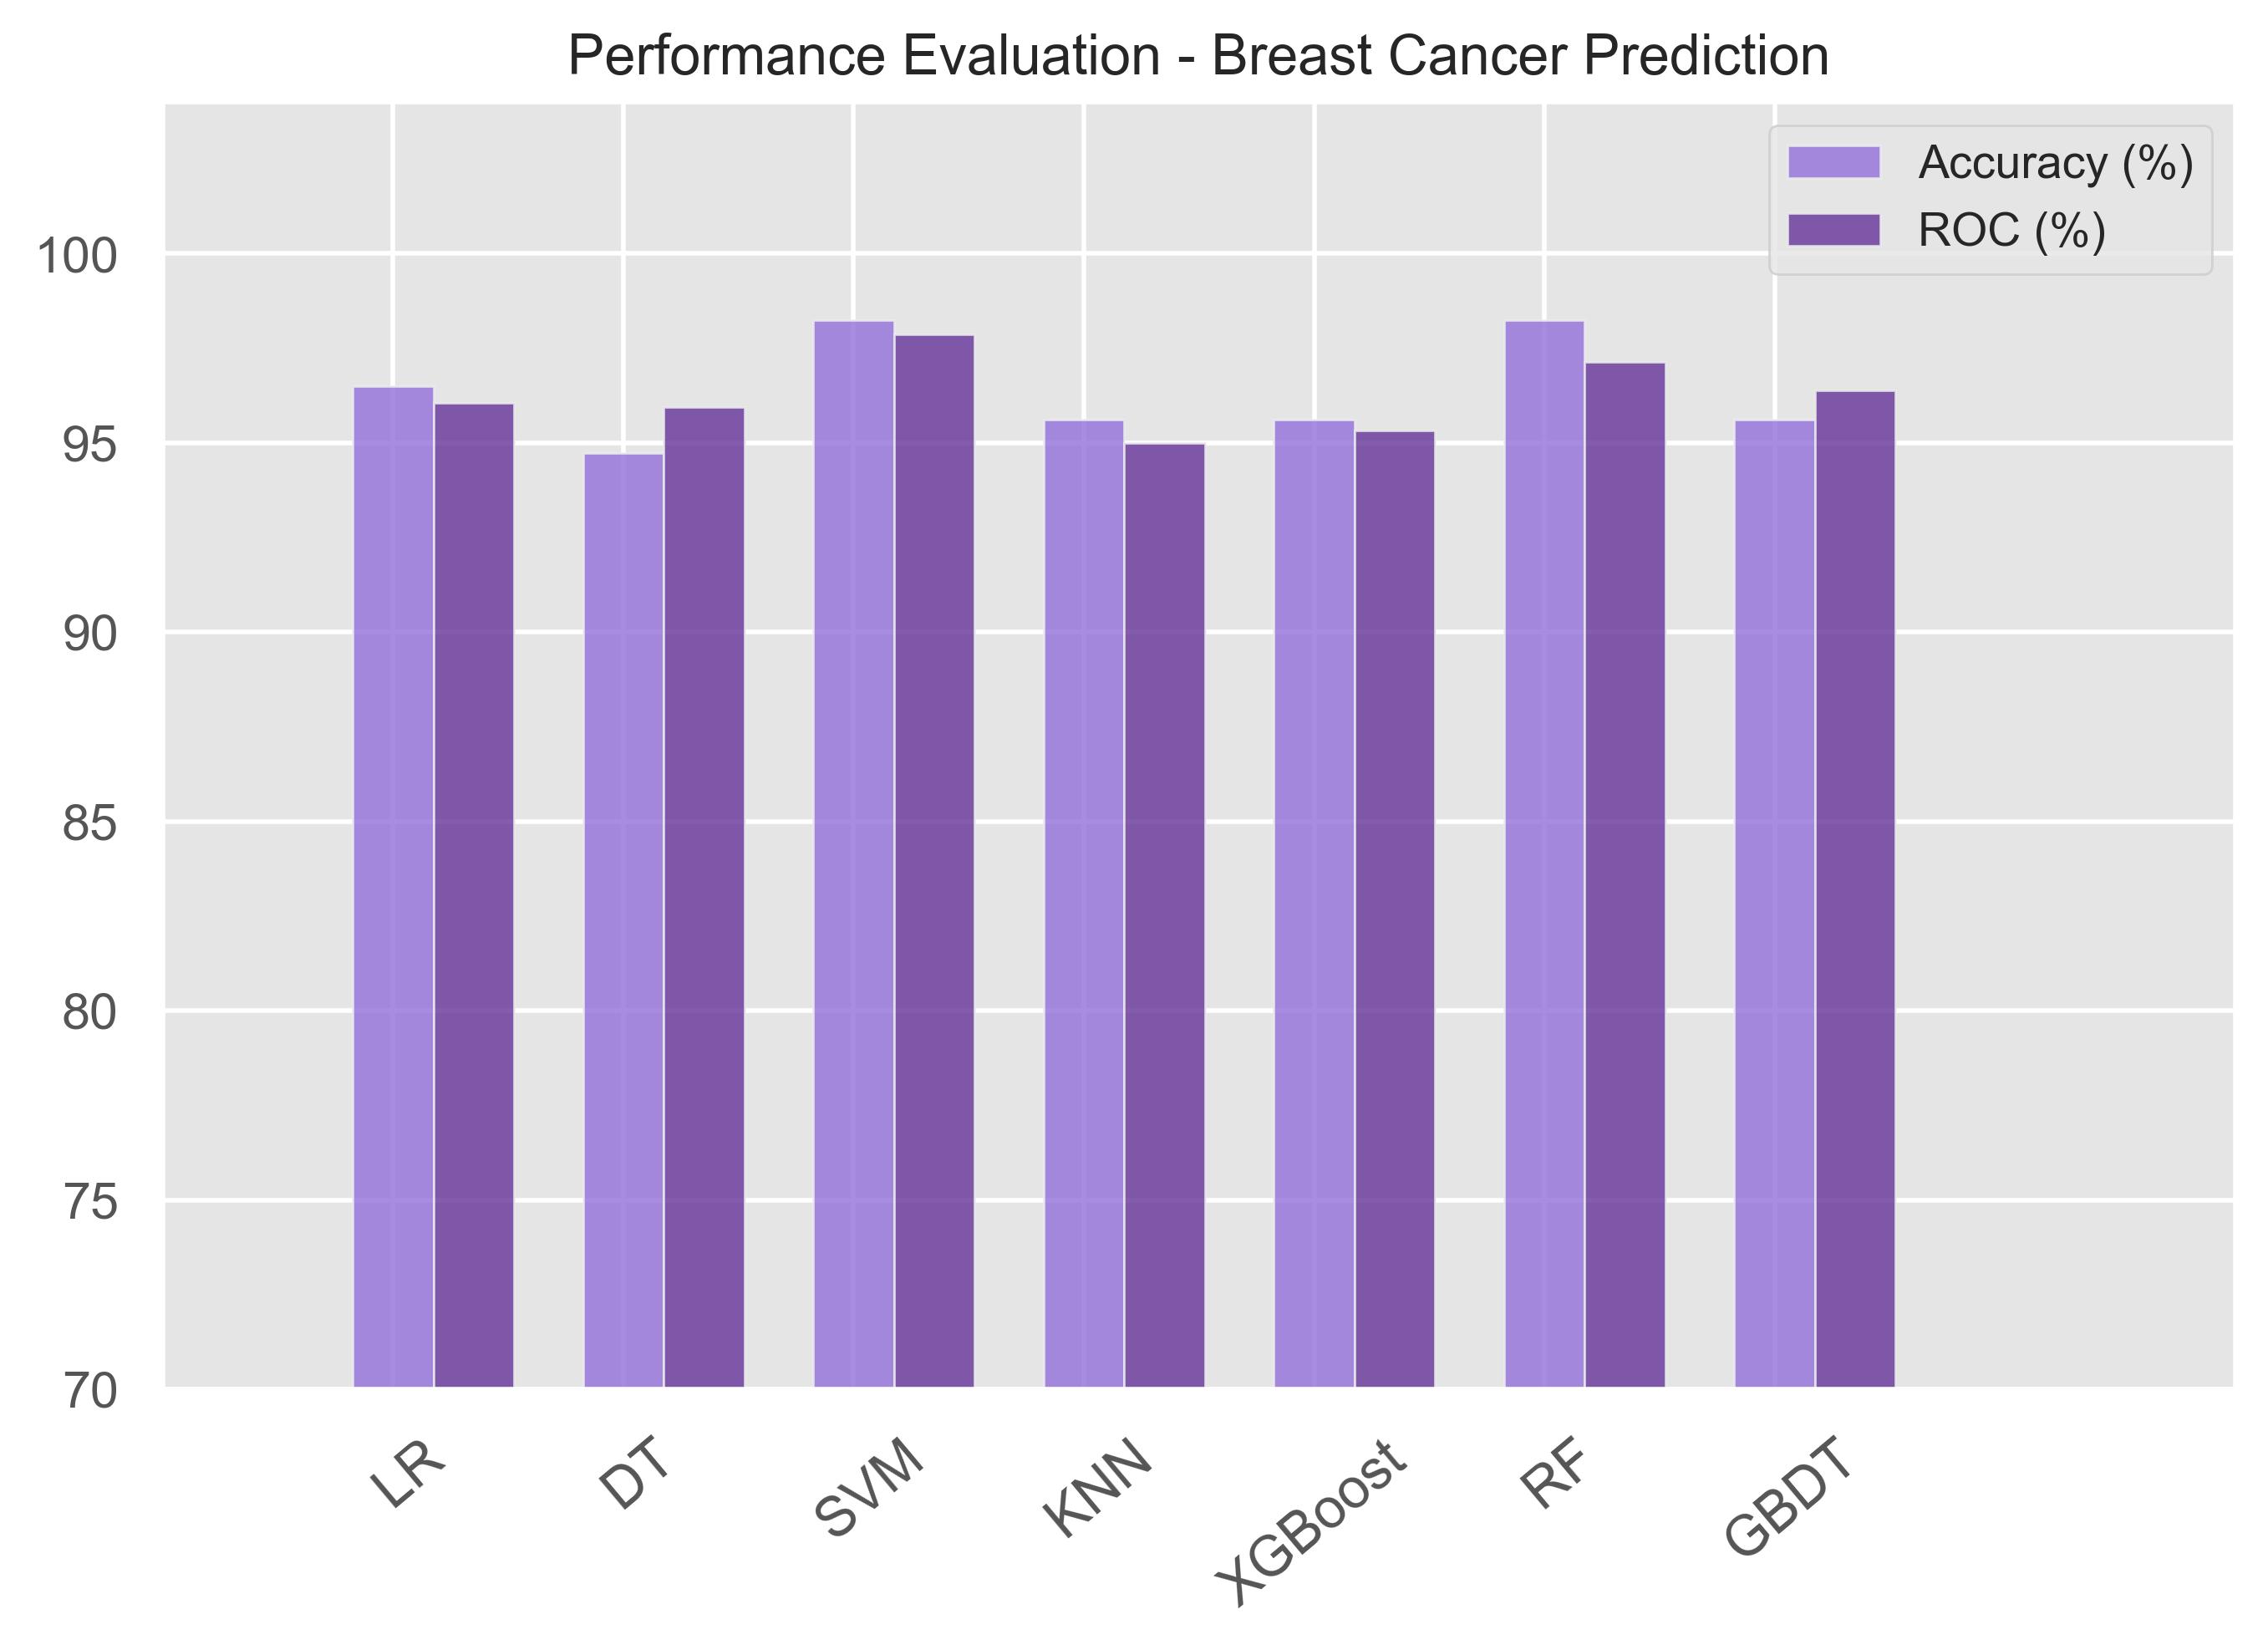 Performance Evaluation - Breast Cancer Prediction
Accuracy (%)
ROC (%)
100
95
90
85
80
75
70
LR
DT
SVM
KNN
XGBoost
RF
GBDT